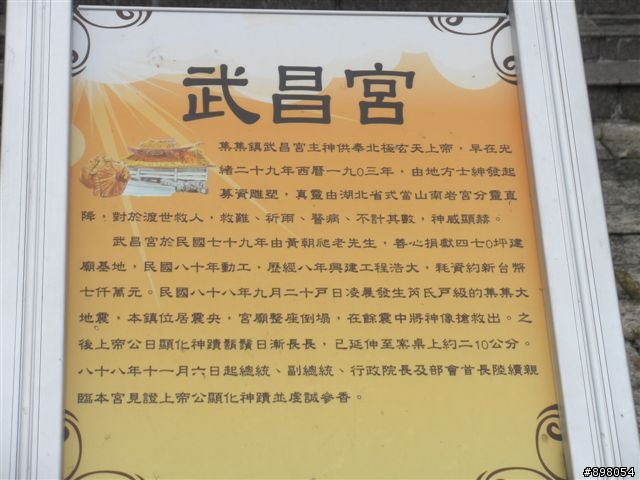 武昌宮
集集鎮武昌宮主神供奉北極玄天上帝，早在光
緒二十九年西曆一九0三年，由地方士紳發起
募資雕塑，真靈由湖北省式當山南岩宮分靈直
降，對於渡世救人，救難、祈雨、醫病、不計其數，神威顯赫。
武昌宮於民國七十九年由黃朝爬老先生，善心捐獻四七0坪建
廟基地，民國八十年動工，歷經八年興建工程浩大，耗資約新台幣
七仟萬元。民國八十八年九月二十戸日凌晨發生芮氏戸級的集集大
地震，本鎮位居震央，宮廟整座倒塌，在餘震中將神像搶救出。之
後上帝公日顯化神蹟鬍鬚日漸長長，已延伸至案桌上約二10公分。
八十八年十一月六日起總統、副總統、行政院長及部會首長陸續親
臨本宮見證上帝公顯化神蹟並虔誠參香。
#898054